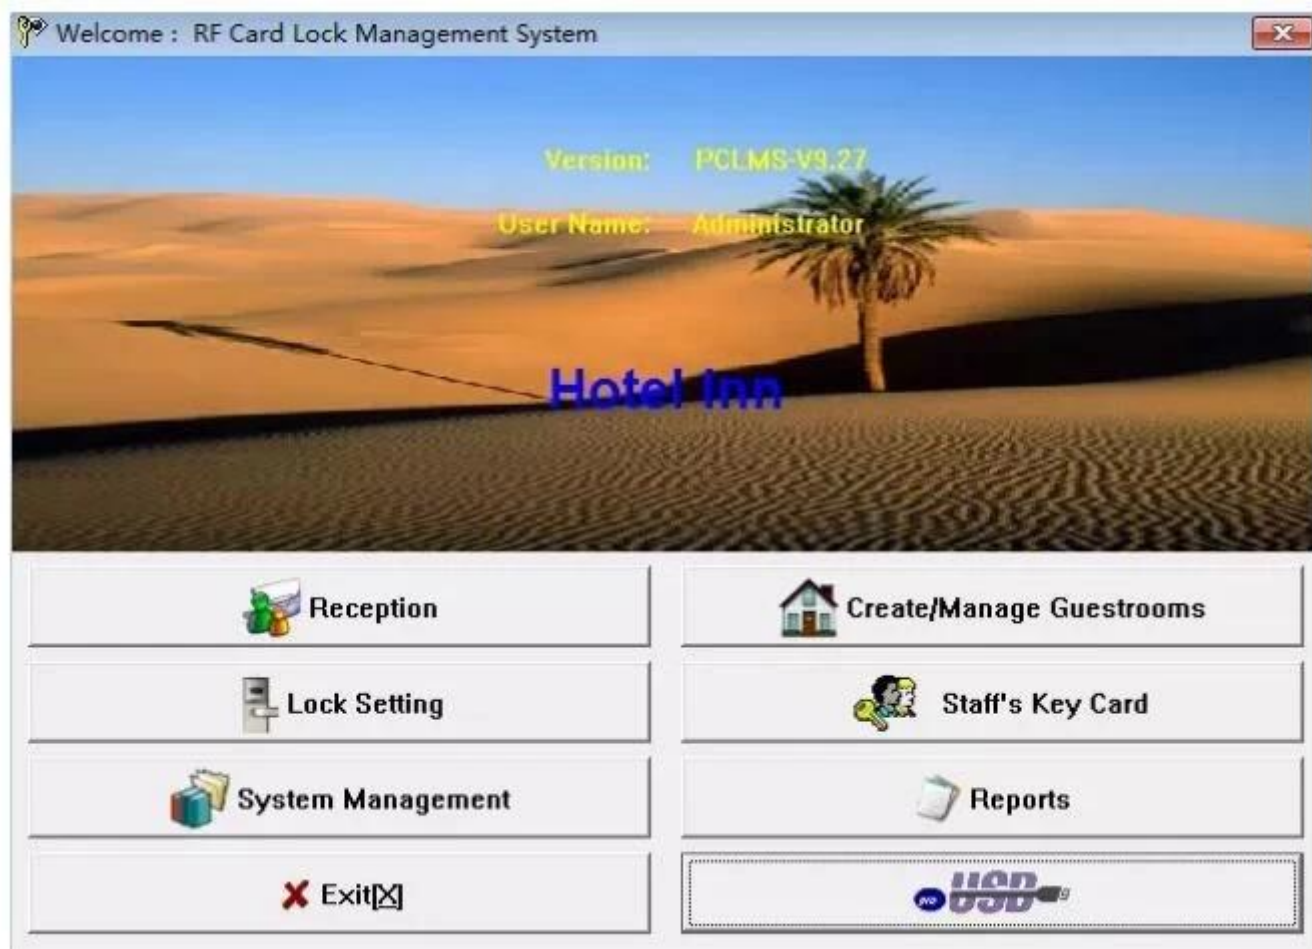 Welcome : RF Card Lock Management System
Version: PCLMS-V9.27
User Name: Administrator
Hotel Inn
Reception
Create/Manage Guestrooms
Lock Setting
Staff's Key Card
System Management
Reports
Exit[X]
NO USB